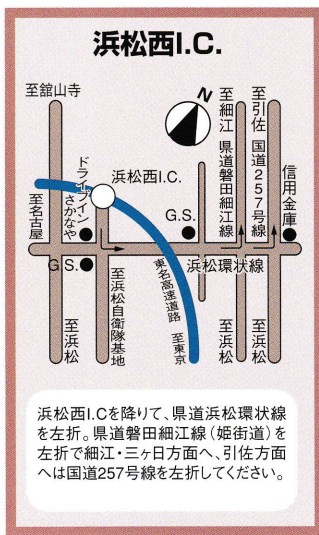 浜松西I.C.
至舘山寺
N
至細江
県道磐田細江線
至引佐
国道257号線
信用金庫
ドライブイン
さかなや
浜松西I.C.
至名古屋
G.S.
G.S.
浜松環状線
東名高速道路
至東京
至浜松
至浜松自衛隊基地
至浜松
至浜松
浜松西I.Cを降りて、県道浜松環状線
を左折。県道磐田細江線(姫街道)を
左折で細江・三ヶ日方面へ、引佐方面
へは国道257号線を左折してください。